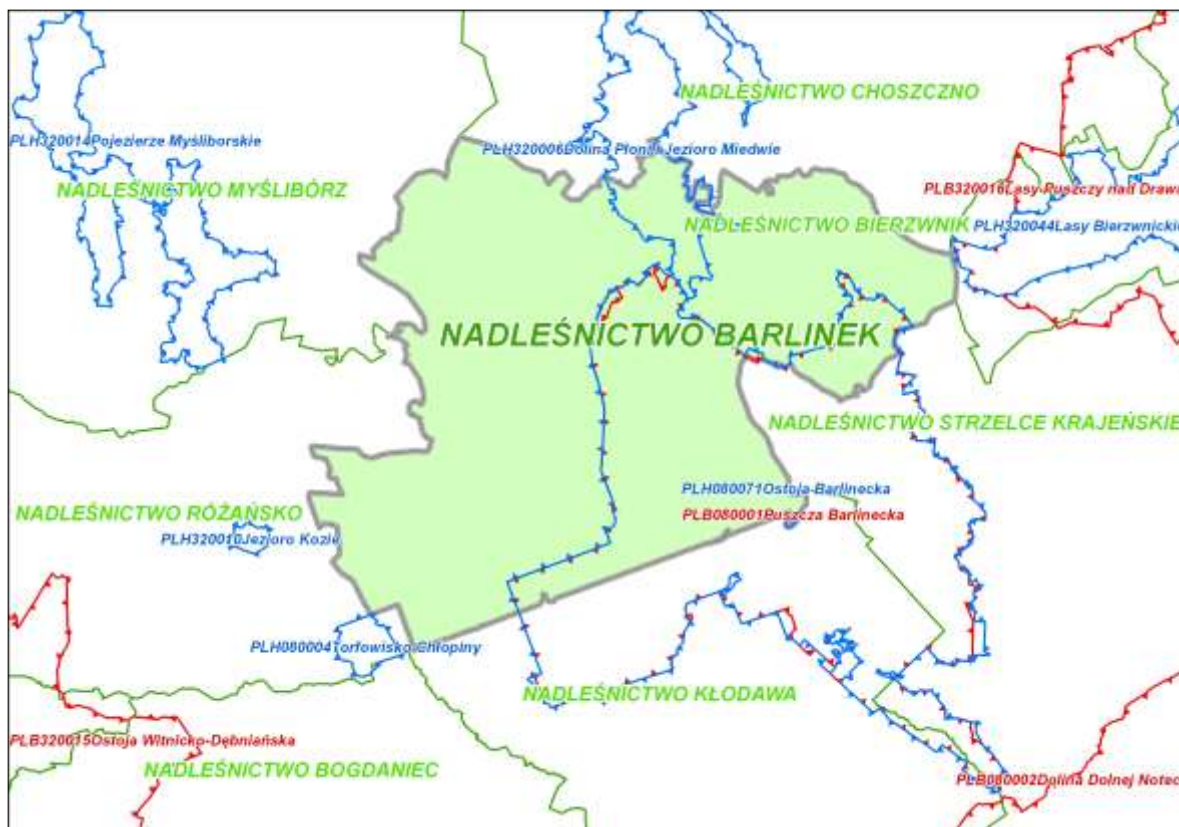 NADLEŚNICTWO CHOSZCZNO
PLH320014Pojezierze Myśliborskie
PLH320006Dolina Płoni i Jezioro Miedwie
NADLEŚNICTWO MYŚLIBÓRZ
PLB320016Lasy Puszczy nad Drawą
NADLEŚNICTWO BIERZWNIK
PLH320044Lasy Bierzwnickie
NADLEŚNICTWO BARLINEK
NADLEŚNICTWO STRZELCE KRAJEŃSKIE
PLH080071Ostoja Barlinecka
NADLEŚNICTWO RÓŻAŃSKO
PLB080001Puszcza Barlinecka
PLH320010Jezioro Kozie
PLH080004Torfowisko Chłopiny
NADLEŚNICTWO KŁODAWA
PLB320015Ostoja Witnicko-Dębniańska
NADLEŚNICTWO BOGDANIEC
PLB080002Dolina Dolnej Notec